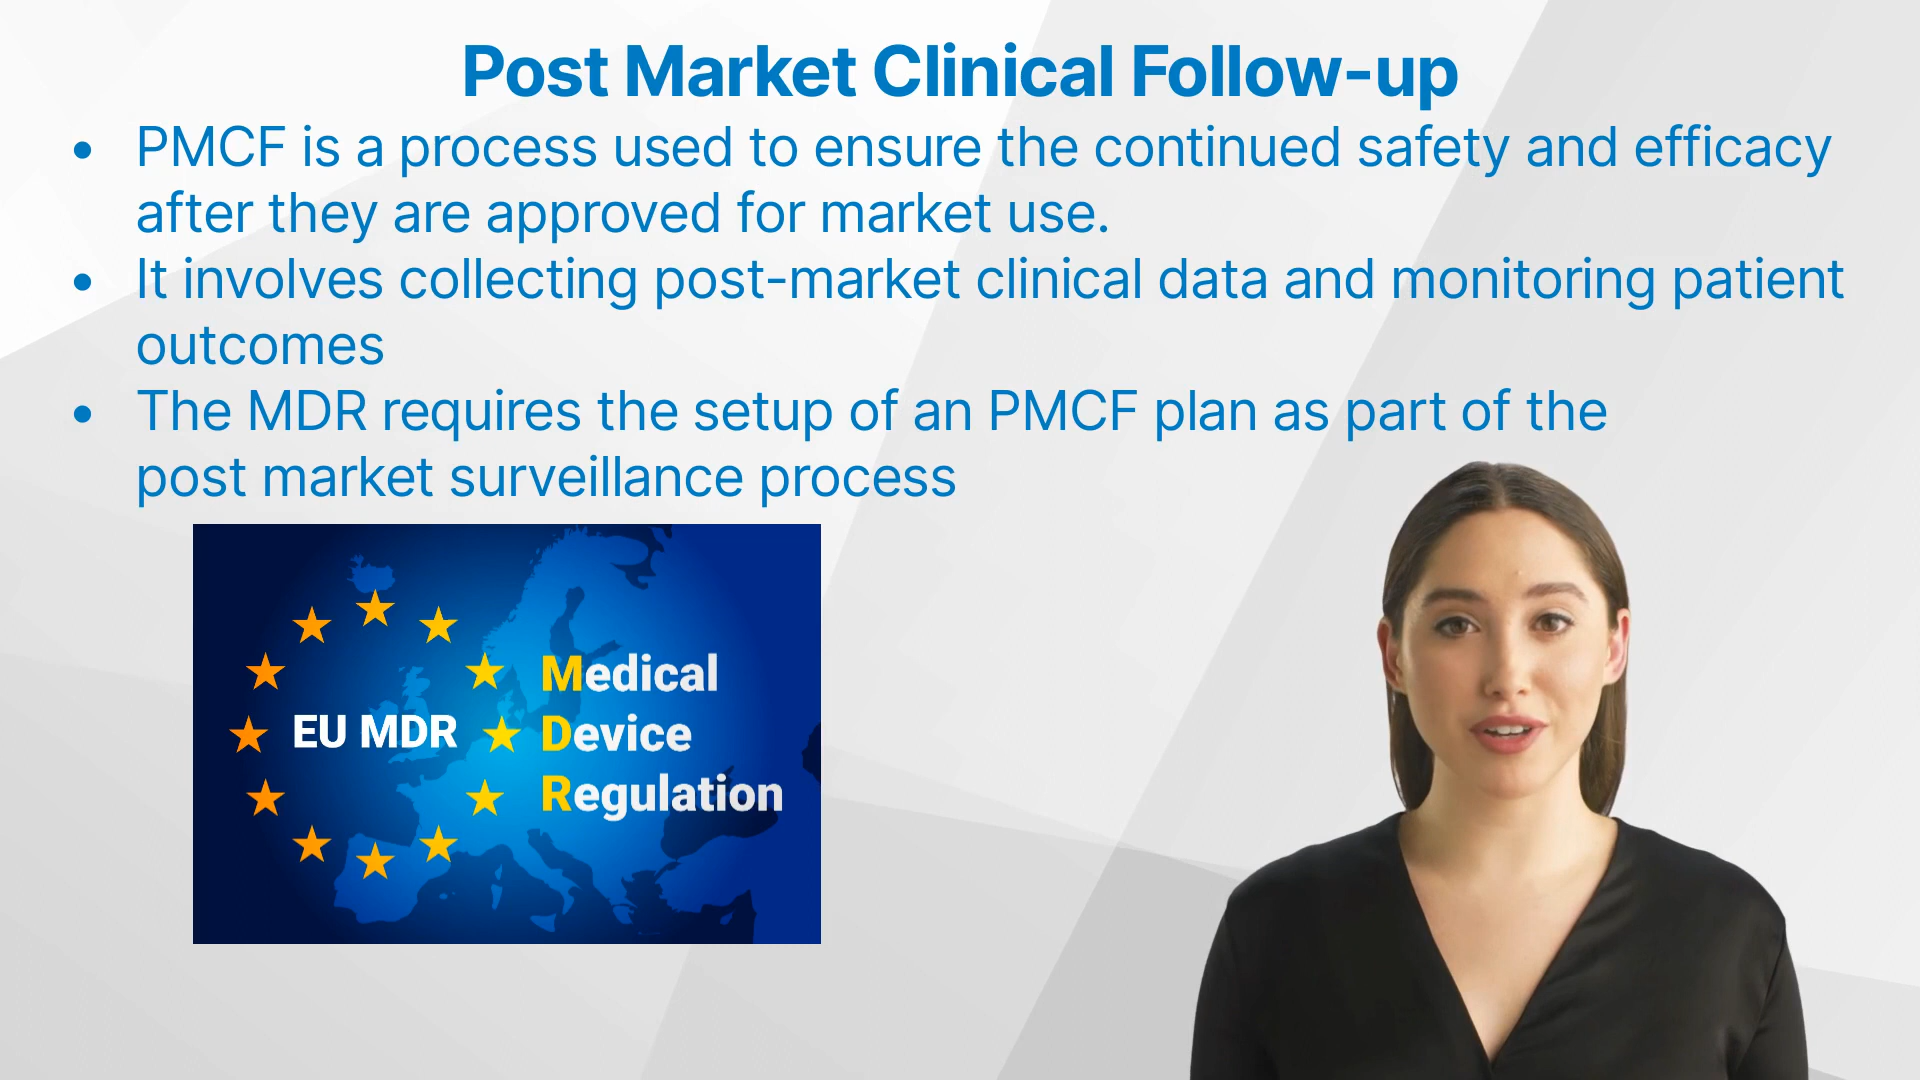 Post Market Clinical Follow-up
• PMCF is a process used to ensure the continued safety and efficacy
after they are approved for market use.
• It involves collecting post-market clinical data and monitoring patient
outcomes
• The MDR requires the setup of an PMCF plan as part of the
post market surveillance process
EU MDR
Medical
Device
Regulation